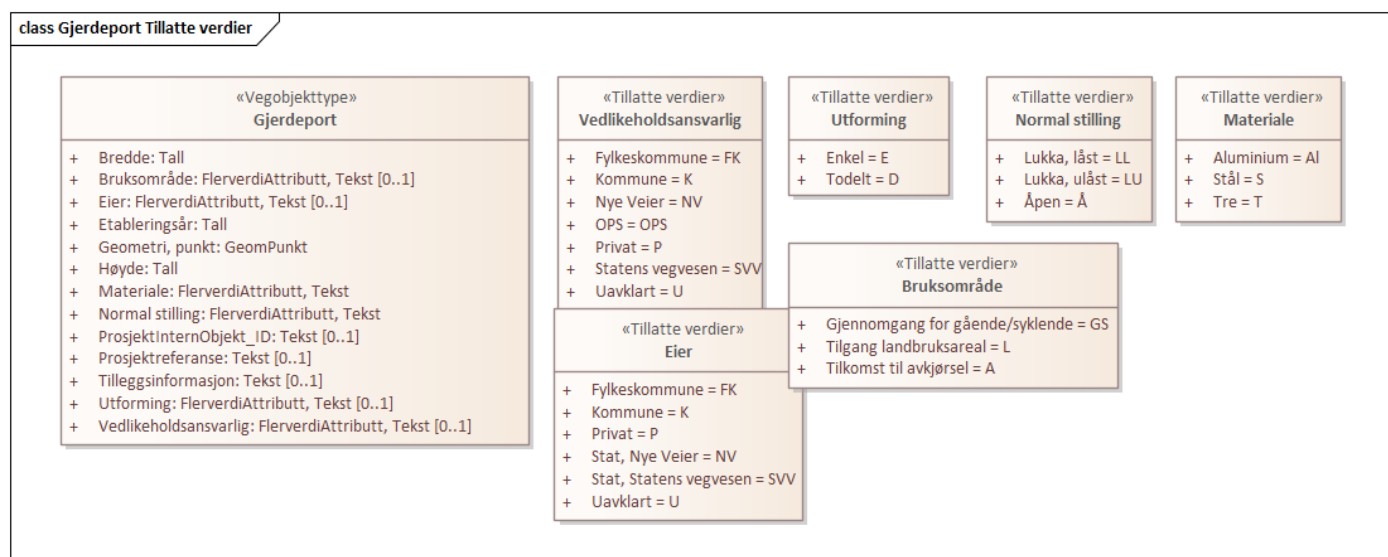 class Gjerdeport Tillatte verdier
«Vegobjekttype»
Gjerdeport
+ Bredde: Tall
+ Bruksområde: FlerverdiAttributt, Tekst [0..1]
+ Eier: FlerverdiAttributt, Tekst [0..1]
+ Etableringsår: Tall
+ Geometri, punkt: GeomPunkt
+ Høyde: Tall
+ Materiale: FlerverdiAttributt, Tekst
+ Normal stilling: FlerverdiAttributt, Tekst
+ ProsjektInternObjekt_ID: Tekst [0..1]
+ Prosjektreferanse: Tekst [0..1]
+ Tilleggsinformasjon: Tekst [0..1]
+ Utforming: FlerverdiAttributt, Tekst [0..1]
+ Vedlikeholdsansvarlig: FlerverdiAttributt, Tekst [0..1]
«Tillatte verdier»
Vedlikeholdsansvarlig
+ Fylkeskommune = FK
+ Kommune = K
+ Nye Veier = NV
+ OPS = OPS
+ Privat = P
+ Statens vegvesen = SVV
+ Uavklart = U
«Tillatte verdier»
Eier
+ Fylkeskommune = FK
+ Kommune = K
+ Privat = P
+ Stat, Nye Veier = NV
+ Stat, Statens vegvesen = SVV
+ Uavklart = U
«Tillatte verdier»
Utforming
+ Enkel = E
+ Todelt = D
«Tillatte verdier»
Normal stilling
+ Lukka, låst = LL
+ Lukka, ulåst = LU
+ Åpen = Å
«Tillatte verdier»
Materiale
+ Aluminium = Al
+ Stål = S
+ Tre = T
«Tillatte verdier»
Bruksområde
+ Gjennomgang for gående/syklende = GS
+ Tilgang landbruksareal = L
+ Tilkomst til avkjørsel = A